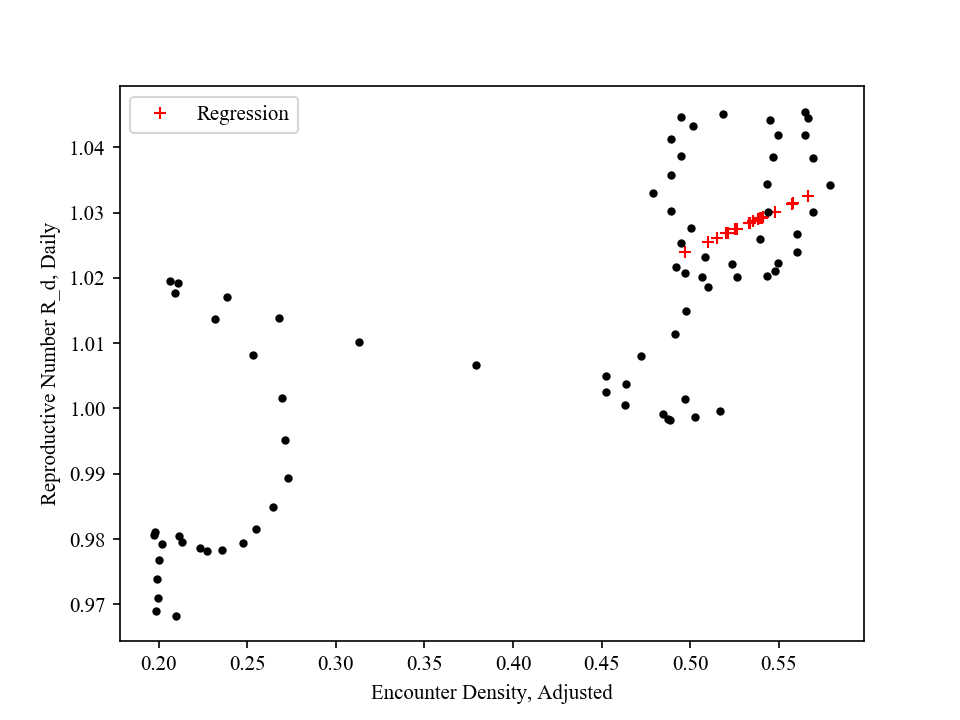 Regression
1.04
1.03
1.02
1.01
1.00
0.99
0.98
0.97
Reproductive Number R_d, Daily
0.20 0.25 0.30 0.35 0.40 0.45 0.50 0.55
Encounter Density, Adjusted